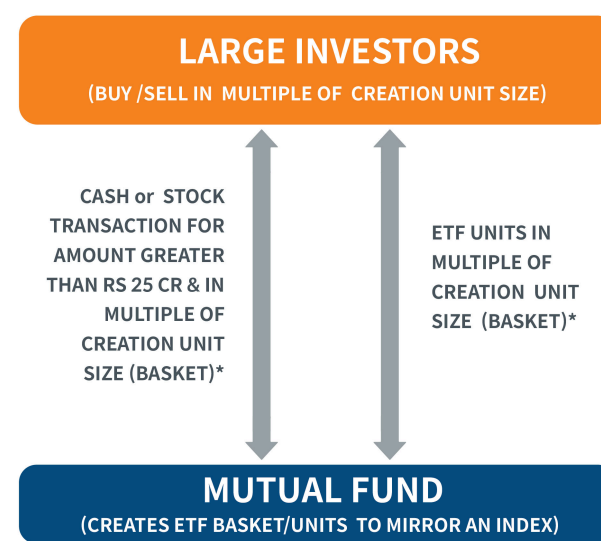 LARGE INVESTORS
(BUY /SELL IN MULTIPLE OF CREATION UNIT SIZE)
CASH or STOCK
TRANSACTION FOR
AMOUNT GREATER
THAN RS 25 CR & IN
MULTIPLE OF
CREATION UNIT
SIZE (BASKET)*
ETF UNITS IN
MULTIPLE OF
CREATION UNIT
SIZE (BASKET)*
MUTUAL FUND
(CREATES ETF BASKET/UNITS TO MIRROR AN INDEX)